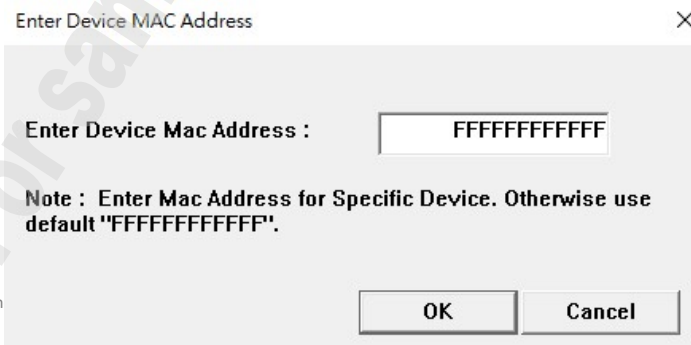 Enter Device MAC Address
Enter Device Mac Address :
FFFFFFFFFFFF
Note :  Enter Mac Address for Specific Device. Otherwise use
default "FFFFFFFFFFFF".
OK
Cancel